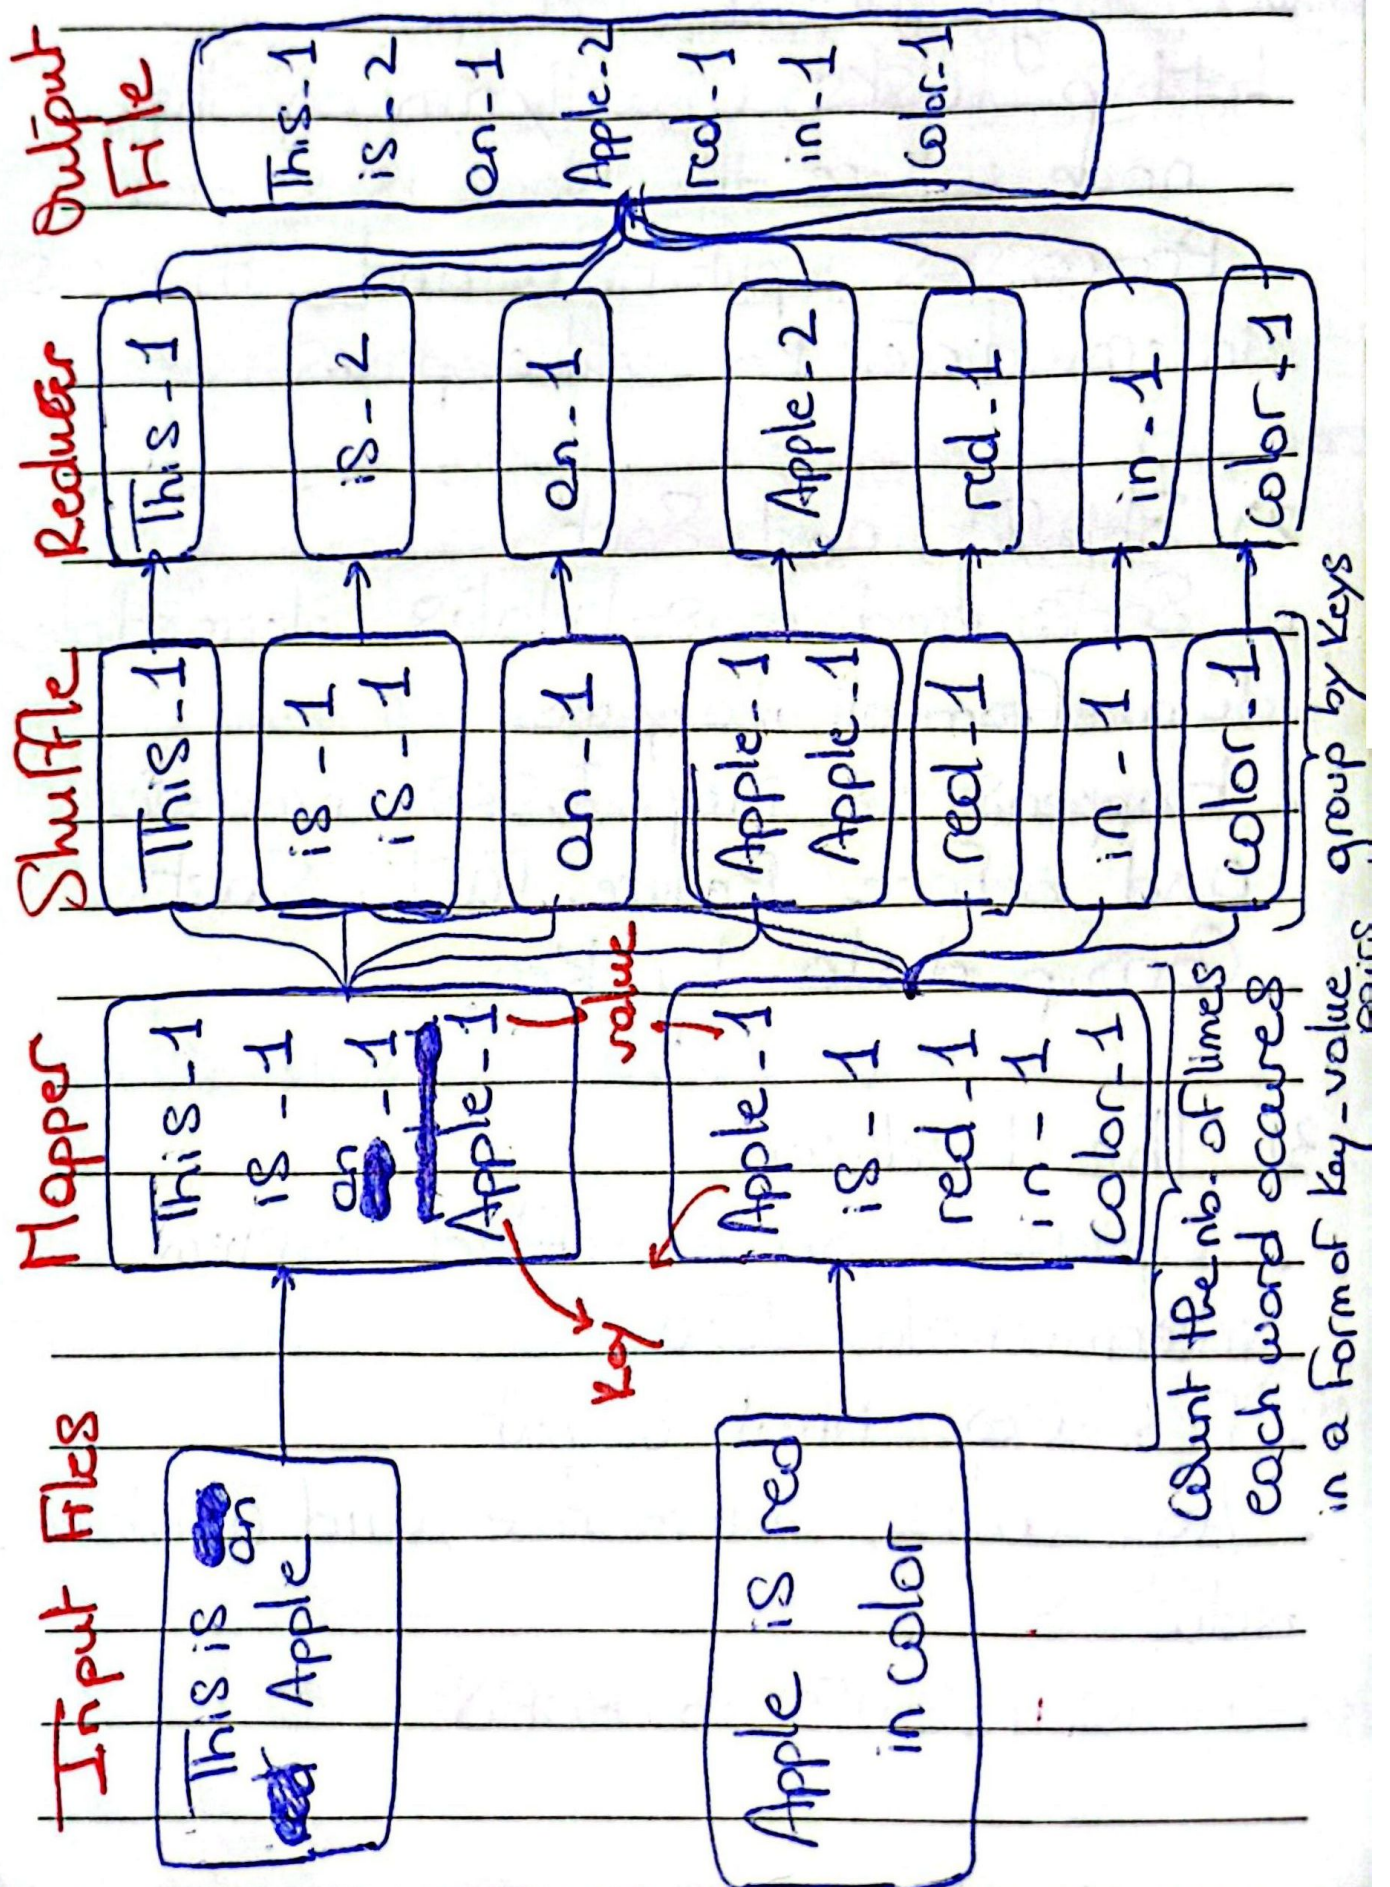 Input Files
Mapper
Shuffle
Reducer
Output
File
This is an
Apple
Apple is red
in color
This - 1
is - 1
an - 1
Apple - 1
Apple - 1
is - 1
red - 1
in - 1
color - 1
key
value
Count the nb. of times
each word occures
in a form of key-value
pairs
This - 1
is - 1
is - 1
an - 1
Apple - 1
Apple - 1
red - 1
in - 1
color - 1
group by keys
This - 1
is - 2
an - 1
Apple - 2
red - 1
in - 1
color - 1
This - 1
is - 2
an - 1
Apple - 2
red - 1
in - 1
color - 1